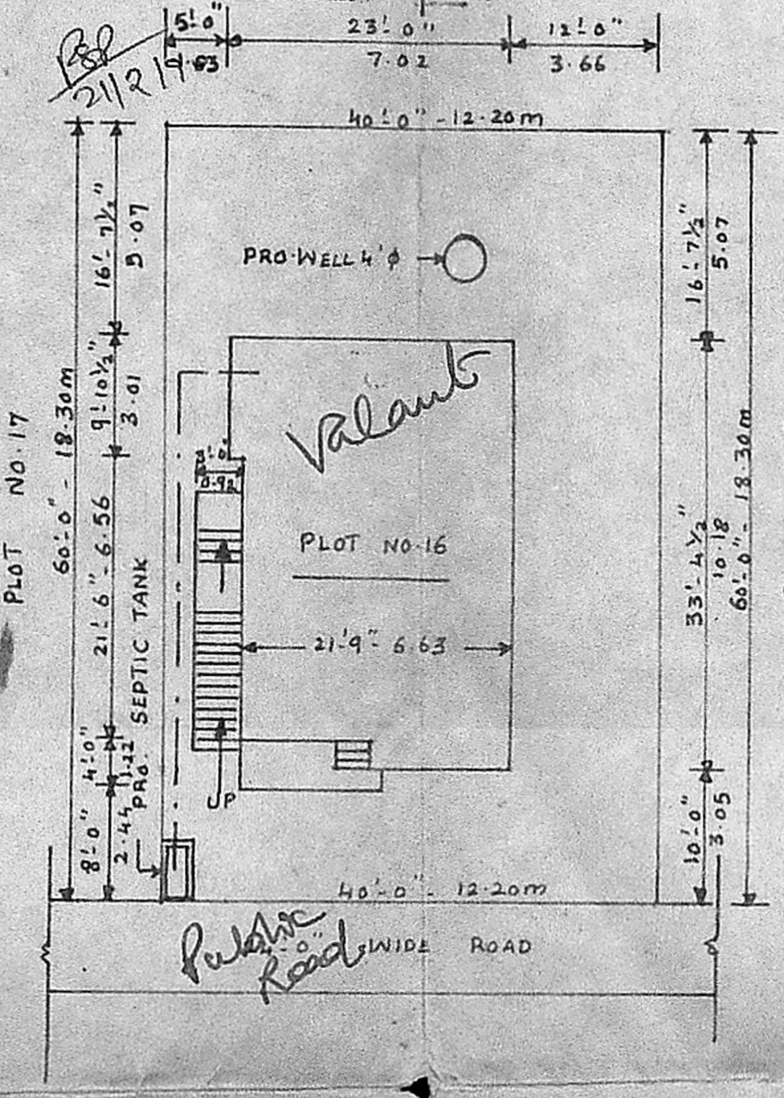 5'-0" 23'-0" 12'-0"
7.02 3.66
21/2/
40'-0" - 12.20m
16'-7½" 5.07
PRO.WELL 4'φ
16'-7½" 5.07
9'-10½" 3.01
Valant
60'-0" - 18.30m
PLOT NO.17
3'-0"
0.92
PLOT NO.16
21'-6" - 6.56
33'-4½" 10.18
60'-0" - 18.30m
21'-9" - 6.63
PRO. SEPTIC TANK
4'-0" 1.22
UP
8'-0" 2.44
10'-0" 3.05
40'-0" - 12.20m
Public
Road WIDE ROAD